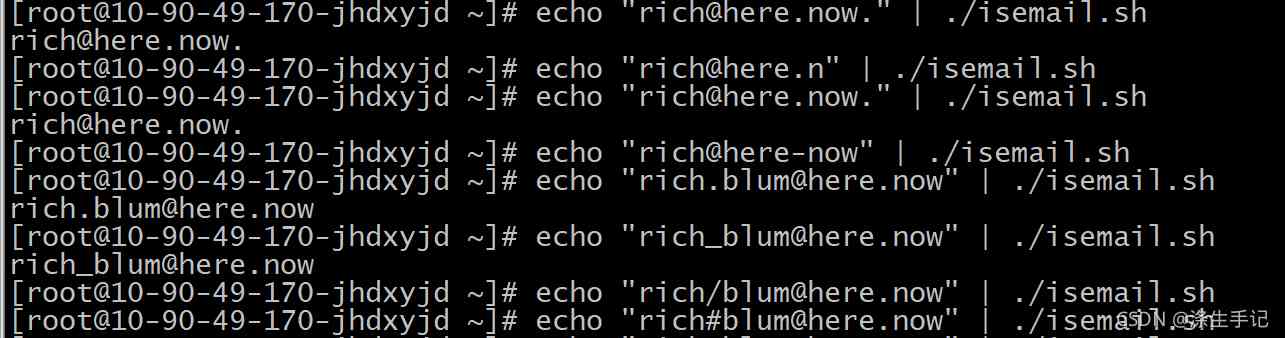 [root@10-90-49-170-jhdxyjd ~]# echo "rich@here.now." | ./isemail.sh
rich@here.now.
[root@10-90-49-170-jhdxyjd ~]# echo "rich@here.n" | ./isemail.sh
[root@10-90-49-170-jhdxyjd ~]# echo "rich@here.now." | ./isemail.sh
rich@here.now.
[root@10-90-49-170-jhdxyjd ~]# echo "rich@here-now" | ./isemail.sh
[root@10-90-49-170-jhdxyjd ~]# echo "rich.blum@here.now" | ./isemail.sh
rich.blum@here.now
[root@10-90-49-170-jhdxyjd ~]# echo "rich_blum@here.now" | ./isemail.sh
rich_blum@here.now
[root@10-90-49-170-jhdxyjd ~]# echo "rich/blum@here.now" | ./isemail.sh
[root@10-90-49-170-jhdxyjd ~]# echo "rich#blum@here.now" | ./isemail.sh
CSDN @涤生手记